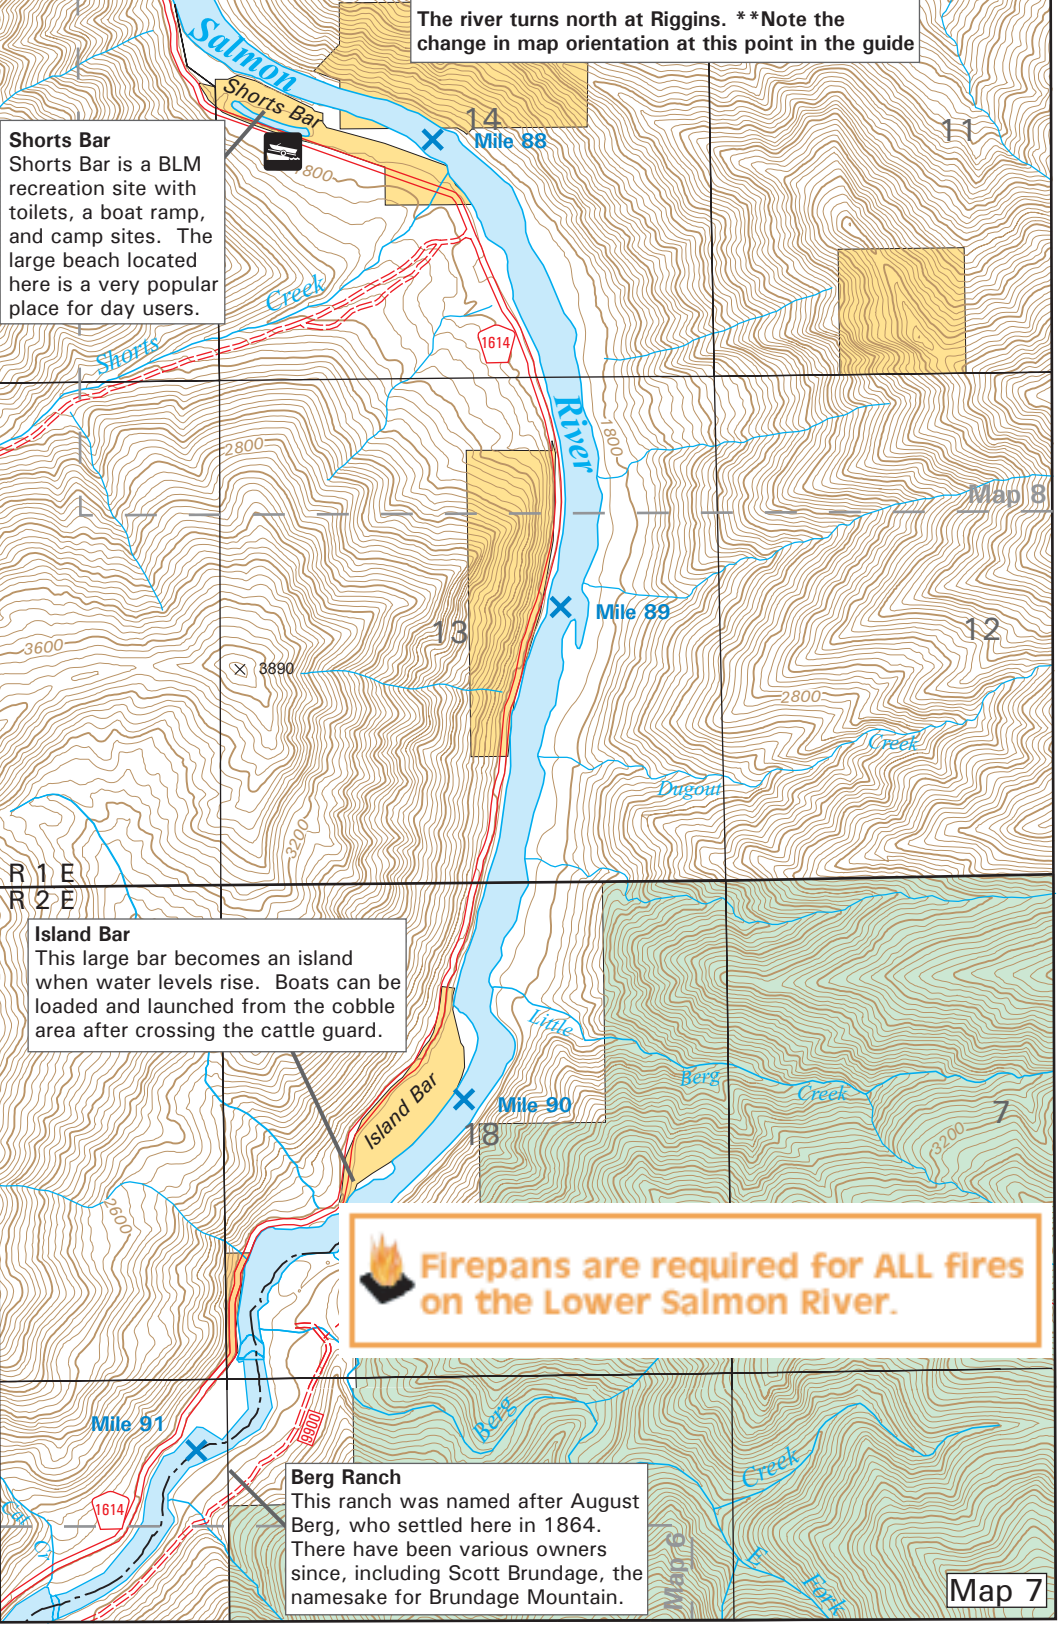 The river turns north at Riggins. **Note the
change in map orientation at this point in the guide
Salmon
Shorts Bar
14
Mile 88
11
Shorts Bar
Shorts Bar is a BLM
recreation site with
toilets, a boat ramp,
and camp sites. The
large beach located
here is a very popular
place for day users.
1800
Creek
Shorts
1614
River
1800
2800
Map 8
Mile 89
13
12
3600
3890
2800
Creek
Dugout
3200
R 1 E
R 2 E
Island Bar
This large bar becomes an island
when water levels rise. Boats can be
loaded and launched from the cobble
area after crossing the cattle guard.
Little
Berg
Creek
Island Bar
Mile 90
18
7
3200
2600
Firepans are required for ALL fires
on the Lower Salmon River.
Mile 91
9900
Berg
Creek
1614
Berg Ranch
This ranch was named after August
Berg, who settled here in 1864.
There have been various owners
since, including Scott Brundage, the
namesake for Brundage Mountain.
Cat
Cr
Map 6
E
Fork
Map 7